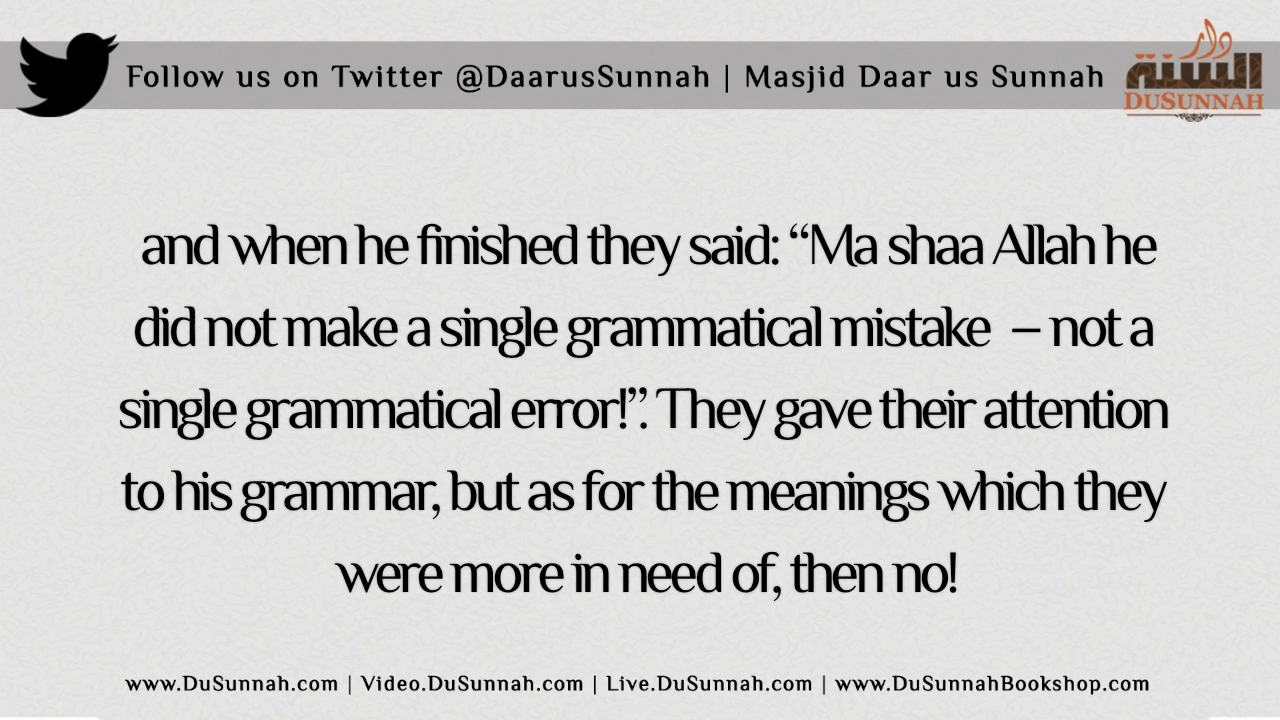 Follow us on Twitter @DaarusSunnah | Masjid Daar us Sunnah
دار
السنة
DUSUNNAH
and when he finished they said: “Ma shaa Allah he
did not make a single grammatical mistake – not a
single grammatical error!”. They gave their attention
to his grammar, but as for the meanings which they
were more in need of, then no!
www.DuSunnah.com | Video.DuSunnah.com | Live.DuSunnah.com | www.DuSunnahBookshop.com